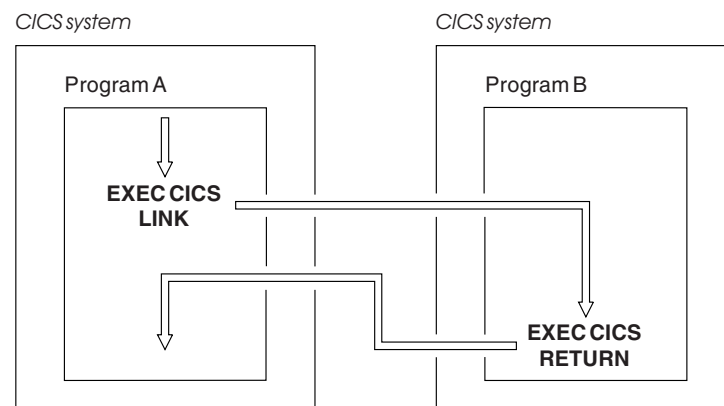 CICS system
CICS system
Program A
Program B
EXEC CICS
LINK
EXEC CICS
RETURN